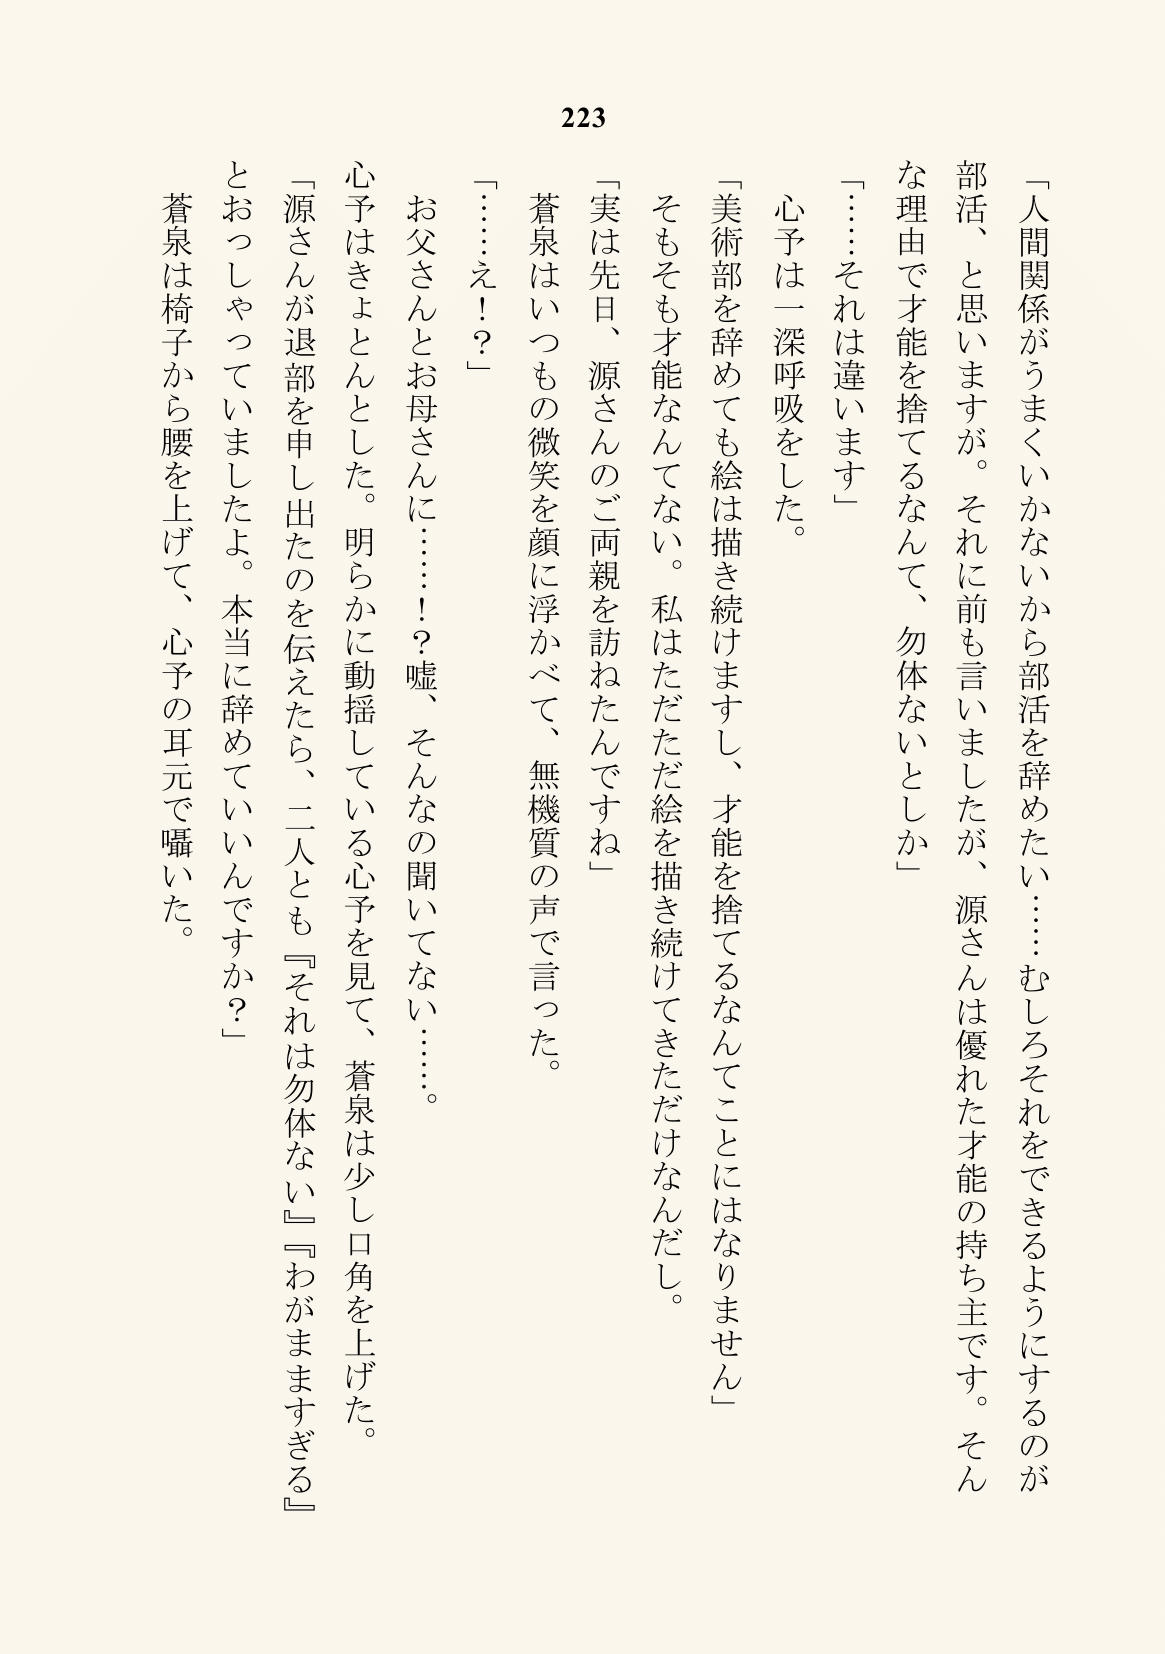 223
「人間関係がうまくいかないから部活を辞めたい……むしろそれをできるようにするのが
部活、と思いますが。それに前も言いましたが、源さんは優れた才能の持ち主です。そん
な理由で才能を捨てるなんて、勿体ないとしか」
「……それは違います」
　心予は一深呼吸をした。
「美術部を辞めても絵は描き続けますし、才能を捨てるなんてことにはなりません」
　そもそも才能なんてない。私はただただ絵を描き続けてきただけなんだし。
「実は先日、源さんのご両親を訪ねたんですね」
　蒼泉はいつもの微笑を顔に浮かべて、無機質の声で言った。
「……え！？」
　お父さんとお母さんに……！？嘘、そんなの聞いてない……。
心予はきょとんとした。明らかに動揺している心予を見て、蒼泉は少し口角を上げた。
「源さんが退部を申し出たのを伝えたら、二人とも『それは勿体ない』『わがまますぎる』
とおっしゃっていましたよ。本当に辞めていいんですか？」
　蒼泉は椅子から腰を上げて、心予の耳元で囁いた。